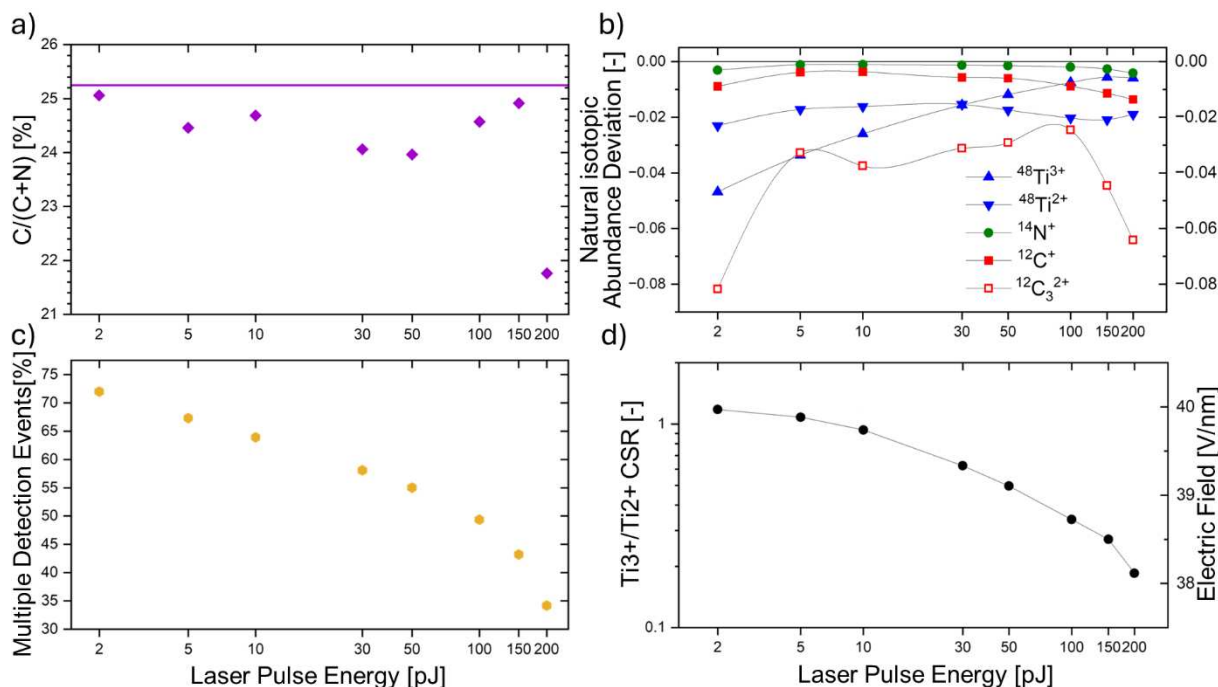 a)
C/(C+N) [%]
26
25
24
23
22
21
2 5 10 30 50 100 150 200
b)
Natural isotopic
Abundance Deviation [-]
0.00
−0.02
−0.04
−0.06
−0.08
0.00
−0.02
−0.04
−0.06
−0.08
48Ti3+
48Ti2+
14N+
12C+
12C32+
2 5 10 30 50 100 150 200
c)
Multiple Detection Events[%]
75
70
65
60
55
50
45
40
35
30
2 5 10 30 50 100 150 200
Laser Pulse Energy [pJ]
d)
Ti3+/Ti2+ CSR [-]
1
0.1
40
39
38
Electric Field [V/nm]
2 5 10 30 50 100 150 200
Laser Pulse Energy [pJ]